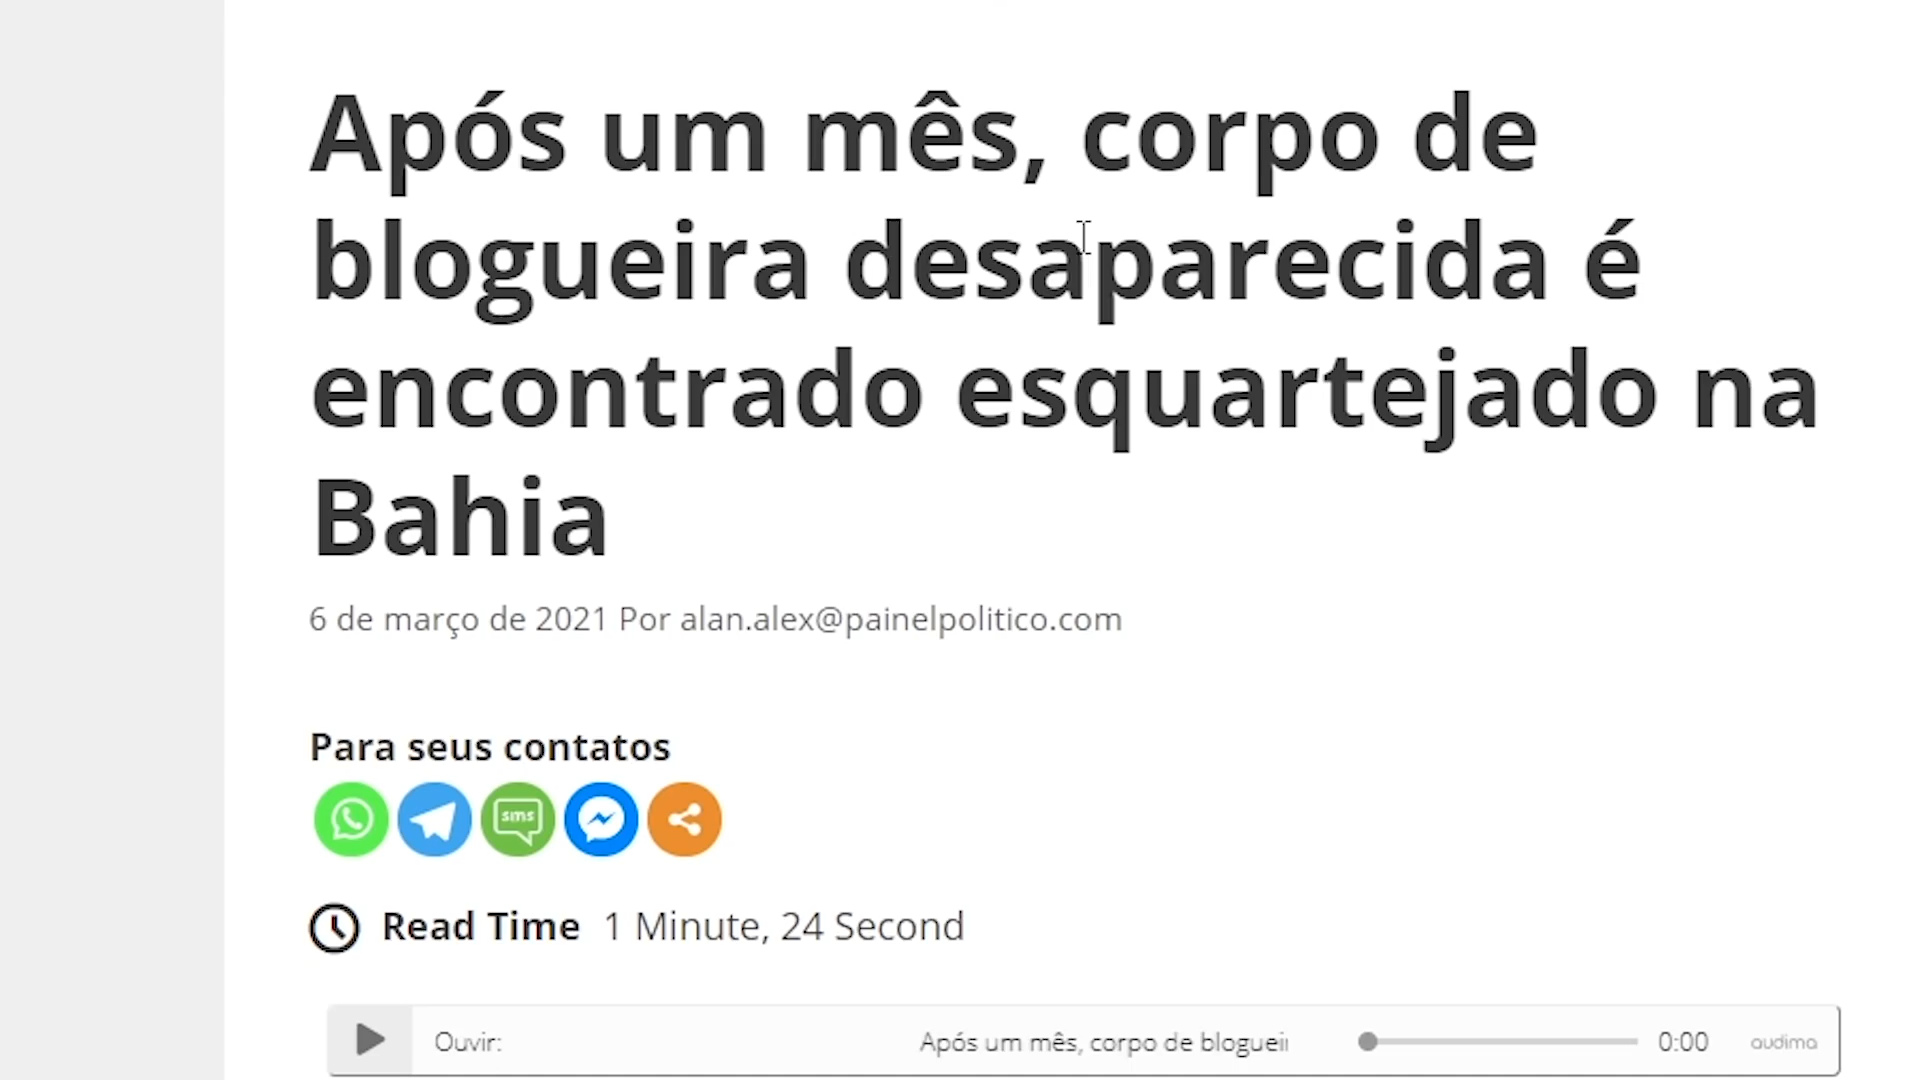 Após um mês, corpo de
blogueira desaparecida é
encontrado esquartejado na
Bahia
6 de março de 2021 Por alan.alex@painelpolitico.com
Para seus contatos
sms
Read Time 1 Minute, 24 Second
Ouvir: Após um mês, corpo de blogueii 0:00 audima